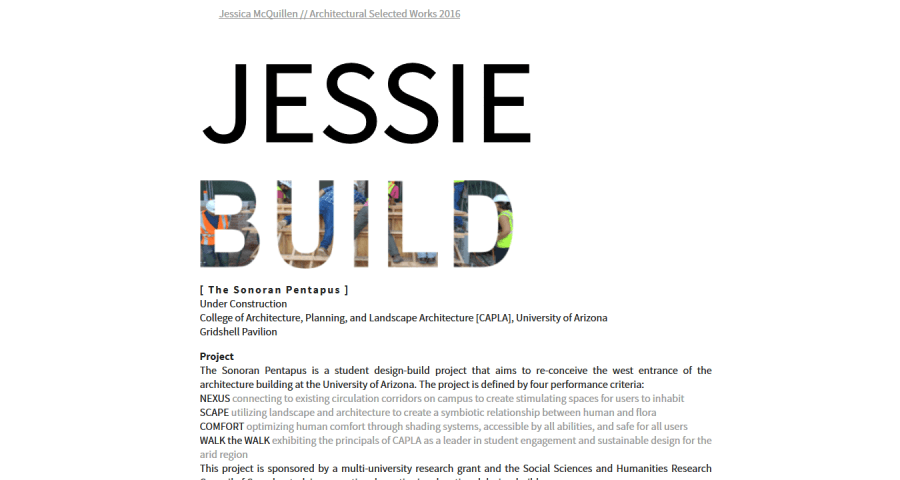 Jessica McQuillen // Architectural Selected Works 2016
JESSIE
BUILD
[ The Sonoran Pentapus ]
Under Construction
College of Architecture, Planning, and Landscape Architecture [CAPLA], University of Arizona
Gridshell Pavilion
Project
The Sonoran Pentapus is a student design-build project that aims to re-conceive the west entrance of the
architecture building at the University of Arizona. The project is defined by four performance criteria:
NEXUS connecting to existing circulation corridors on campus to create stimulating spaces for users to inhabit
SCAPE utilizing landscape and architecture to create a symbiotic relationship between human and flora
COMFORT optimizing human comfort through shading systems, accessible by all abilities, and safe for all users
WALK the WALK exhibiting the principals of CAPLA as a leader in student engagement and sustainable design for the
arid region
This project is sponsored by a multi-university research grant and the Social Sciences and Humanities Research